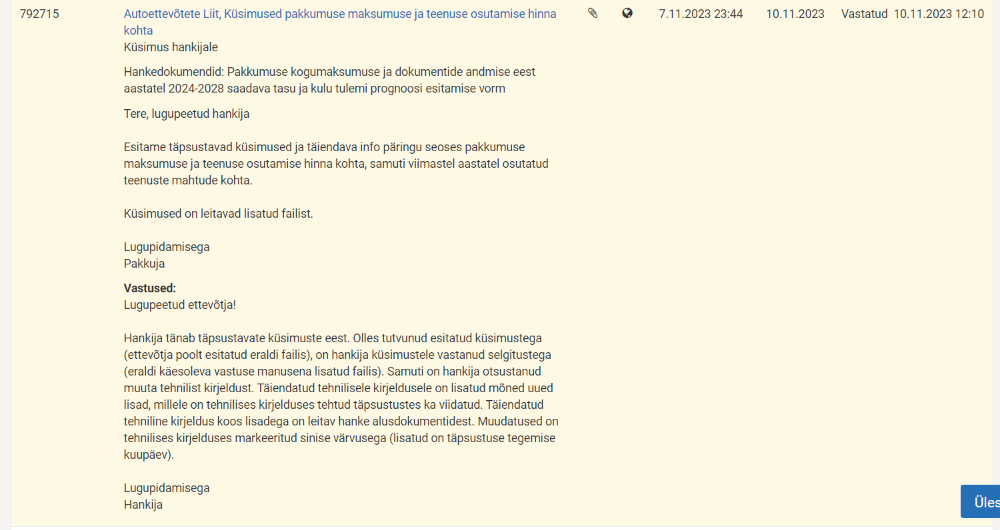 792715 Autoettevõtete Liit, Küsimused pakkumuse maksumuse ja teenuse osutamise hinna 7.11.2023 23:44 10.11.2023 Vastatud 10.11.2023 12:10
kohta
Küsimus hankijale
Hankedokumendid: Pakkumuse kogumaksumuse ja dokumentide andmise eest
aastatel 2024-2028 saadava tasu ja kulu tulemi prognoosi esitamise vorm
Tere, lugupeetud hankija
Esitame täpsustavad küsimused ja täiendava info päringu seoses pakkumuse
maksumuse ja teenuse osutamise hinna kohta, samuti viimastel aastatel osutatud
teenuste mahtude kohta.
Küsimused on leitavad lisatud failist.
Lugupidamisega
Pakkuja
Vastused:
Lugupeetud ettevõtja!
Hankija tänab täpsustavate küsimuste eest. Olles tutvunud esitatud küsimustega
(ettevõtja poolt esitatud eraldi failis), on hankija küsimustele vastanud selgitustega
(eraldi käesoleva vastuse manusena lisatud failis). Samuti on hankija otsustanud
muuta tehnilist kirjeldust. Täiendatud tehnilisele kirjeldusele on lisatud mõned uued
lisad, millele on tehnilises kirjelduses tehtud täpsustustes ka viidatud. Täiendatud
tehniline kirjeldus koos lisadega on leitav hanke alusdokumentidest. Muudatused on
tehnilises kirjelduses markeeritud sinise värvusega (lisatud on täpsustuse tegemise
kuupäev).
Lugupidamisega
Hankija
Üles